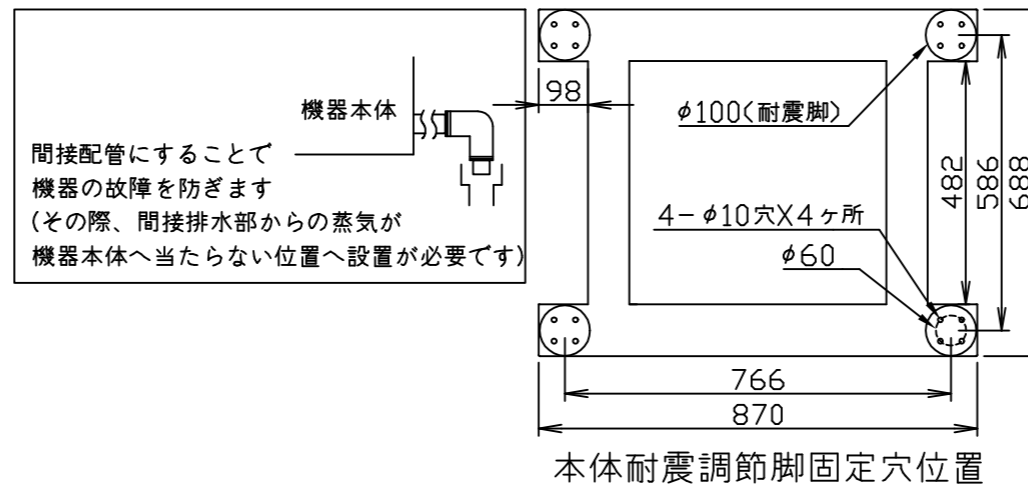 機器本体
間接配管にすることで
機器の故障を防ぎます
(その際、間接排水部からの蒸気が
機器本体へ当たらない位置へ設置が必要です)
98
φ100(耐震脚)
4-φ10穴X4ヶ所
φ60
482
586
688
766
870
本体耐震調節脚固定穴位置